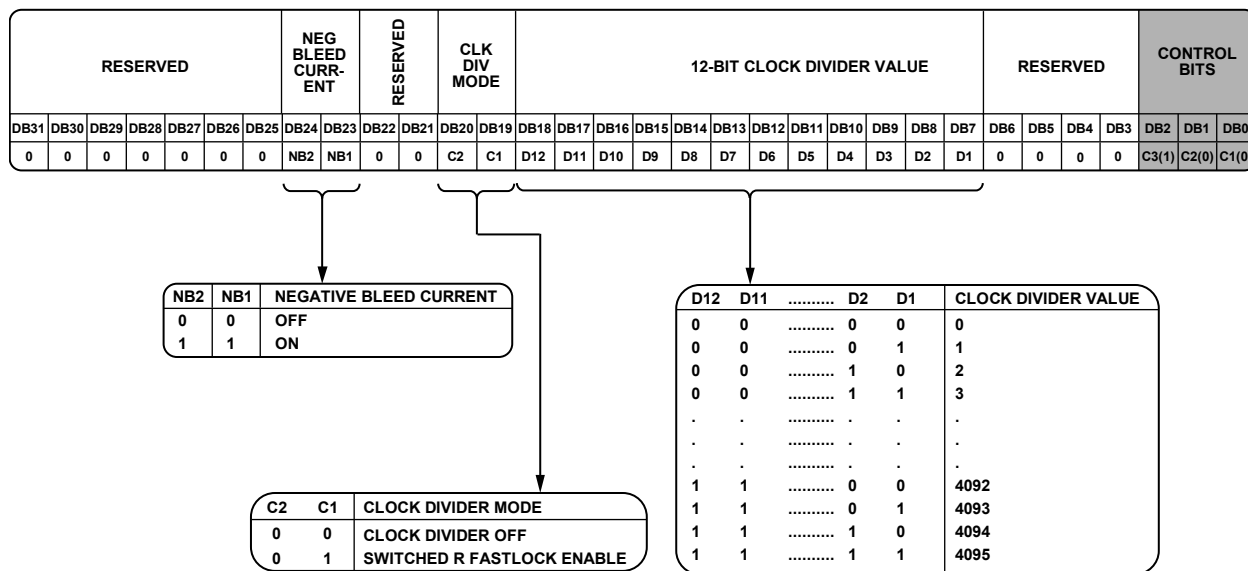 RESERVED
NEG BLEED CURR-ENT
RESERVED
CLK DIV MODE
12-BIT CLOCK DIVIDER VALUE
RESERVED
CONTROL BITS
DB31 DB30 DB29 DB28 DB27 DB26 DB25 DB24 DB23 DB22 DB21 DB20 DB19 DB18 DB17 DB16 DB15 DB14 DB13 DB12 DB11 DB10 DB9 DB8 DB7 DB6 DB5 DB4 DB3 DB2 DB1 DB0
0 0 0 0 0 0 0 NB2 NB1 0 0 C2 C1 D12 D11 D10 D9 D8 D7 D6 D5 D4 D3 D2 D1 0 0 0 0 C3(1) C2(0) C1(0
NB2 NB1 NEGATIVE BLEED CURRENT
0 0 OFF
1 1 ON
C2 C1 CLOCK DIVIDER MODE
0 0 CLOCK DIVIDER OFF
0 1 SWITCHED R FASTLOCK ENABLE
D12 D11 .......... D2 D1 CLOCK DIVIDER VALUE
0 0 .......... 0 0 0
0 0 .......... 0 1 1
0 0 .......... 1 0 2
0 0 .......... 1 1 3
. . .......... . . .
. . .......... . . .
. . .......... . . .
1 1 .......... 0 0 4092
1 1 .......... 0 1 4093
1 1 .......... 1 0 4094
1 1 .......... 1 1 4095